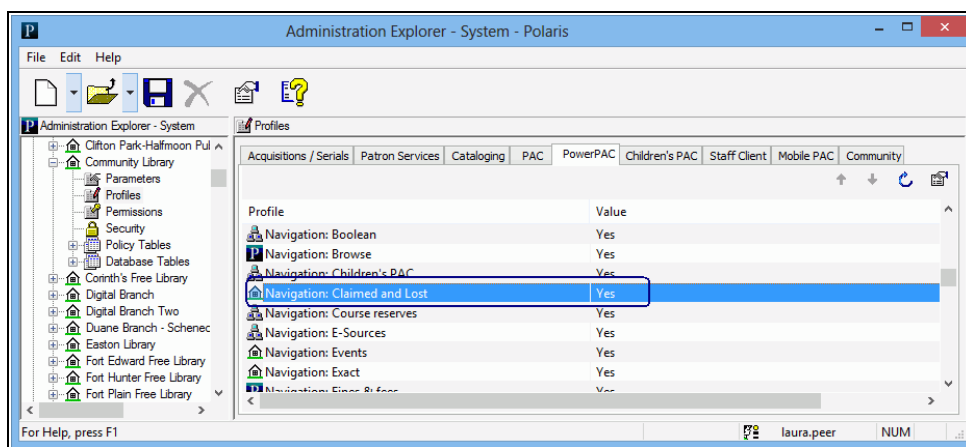 Administration Explorer - System - Polaris
File Edit Help
Administration Explorer - System
Profiles
Clifton Park-Halfmoon Pul
Community Library
Parameters
Profiles
Permissions
Security
Policy Tables
Database Tables
Corinth's Free Library
Digital Branch
Digital Branch Two
Duane Branch - Schenec
Easton Library
Fort Edward Free Library
Fort Hunter Free Library
Fort Plain Free Library
Acquisitions / Serials Patron Services Cataloging PAC PowerPAC Children's PAC Staff Client Mobile PAC Community
Profile Value
Navigation: Boolean Yes
Navigation: Browse Yes
Navigation: Children's PAC Yes
Navigation: Claimed and Lost Yes
Navigation: Course reserves Yes
Navigation: E-Sources Yes
Navigation: Events Yes
Navigation: Exact Yes
Navigation: Fines & fees Yes
For Help, press F1 laura.peer NUM